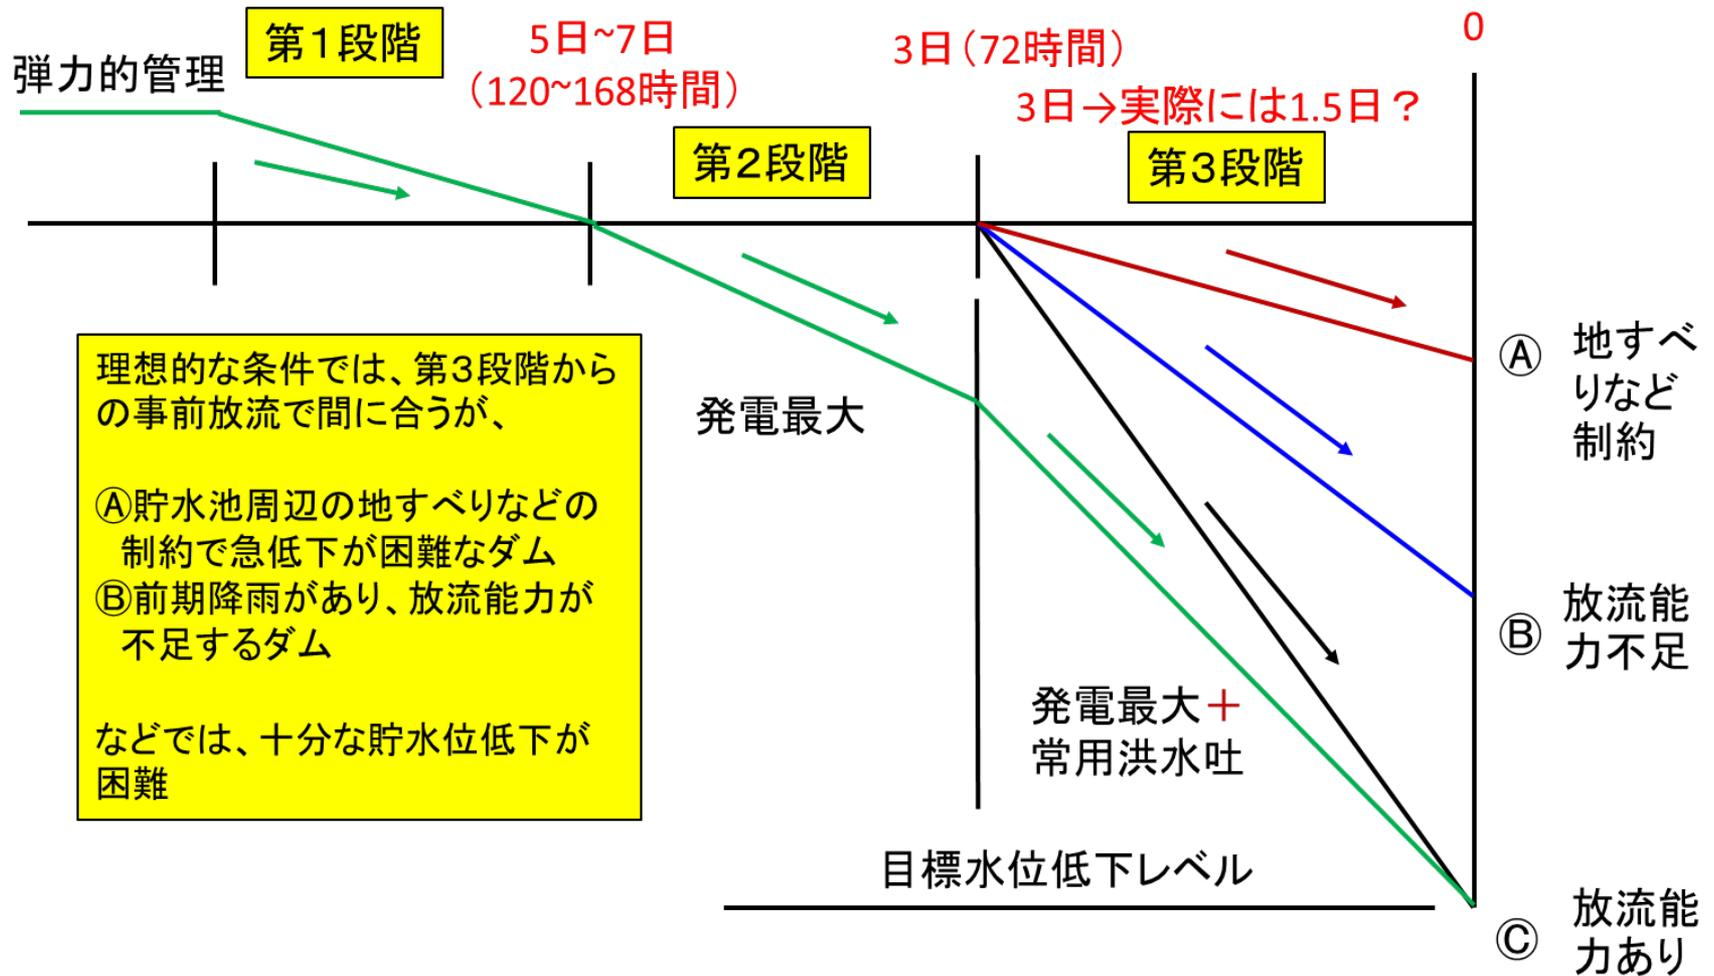 弾力的管理
第1段階
5日~7日
(120~168時間)
3日(72時間)
3日→実際には1.5日?
0
第2段階
第3段階
理想的な条件では、第3段階から
の事前放流で間に合うが、
Ⓐ貯水池周辺の地すべりなどの
制約で急低下が困難なダム
Ⓑ前期降雨があり、放流能力が
不足するダム
などでは、十分な貯水位低下が
困難
発電最大
発電最大+
常用洪水吐
目標水位低下レベル
Ⓐ
地すべ
りなど
制約
Ⓑ
放流能
力不足
Ⓒ
放流能
力あり